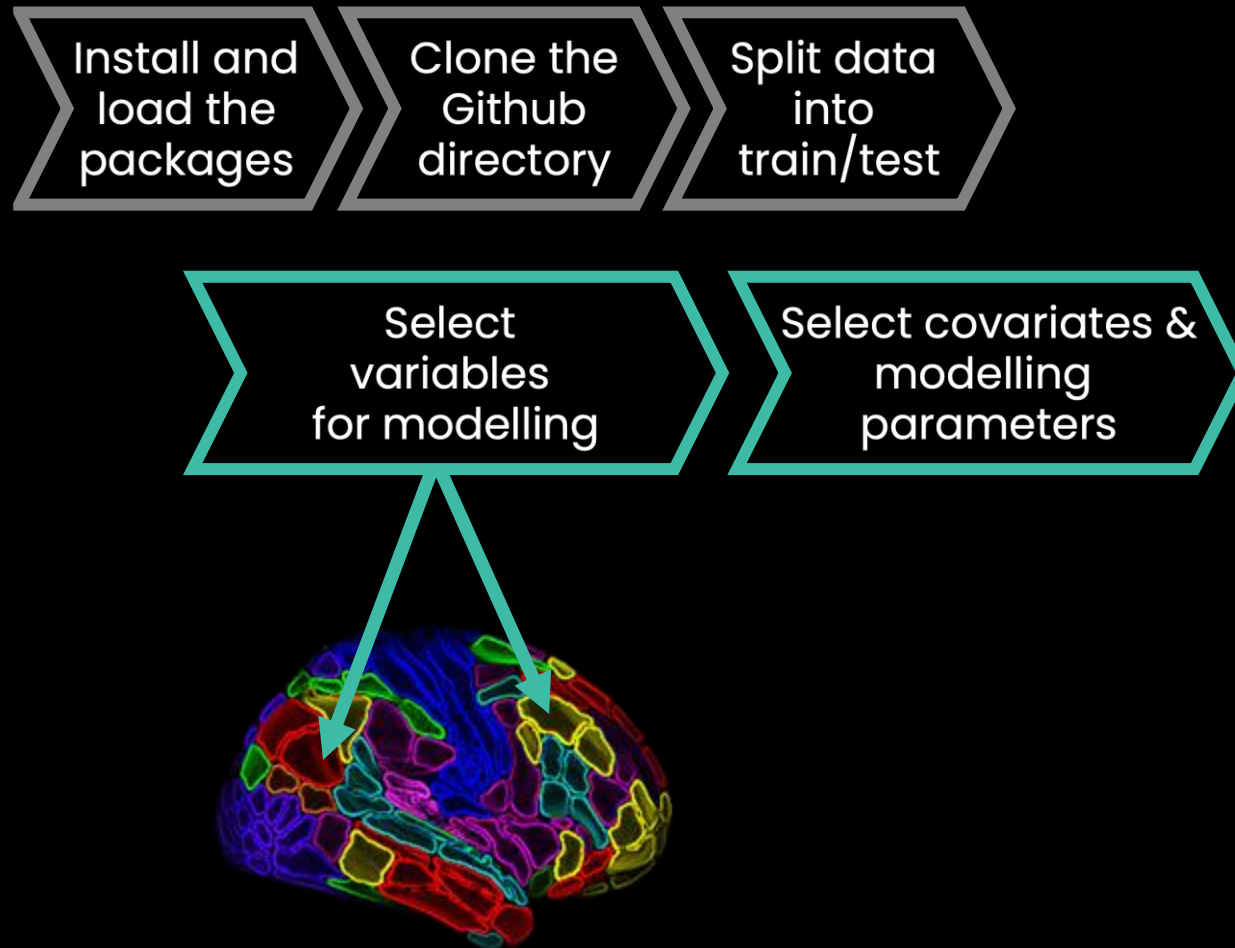 Install and
load the
packages
Clone the
Github
directory
Split data
into
train/test
Select
variables
for modelling
Select covariates &
modelling
parameters